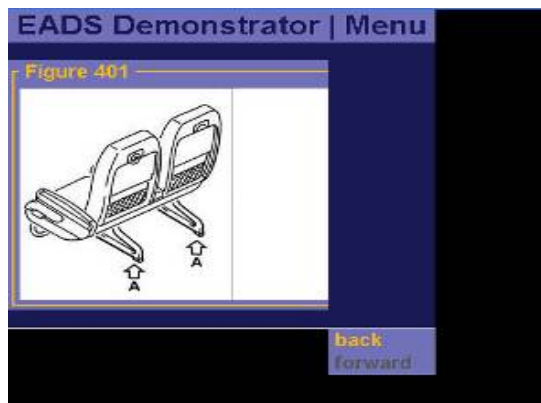 EADS Demonstrator | Menu
Figure 401
A
A
back
forward